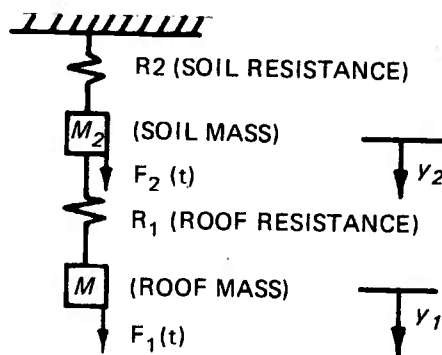 R2 (SOIL RESISTANCE)
M₂ (SOIL MASS)
F₂ (t)
y₂
R₁ (ROOF RESISTANCE)
M (ROOF MASS)
F₁(t)
y₁